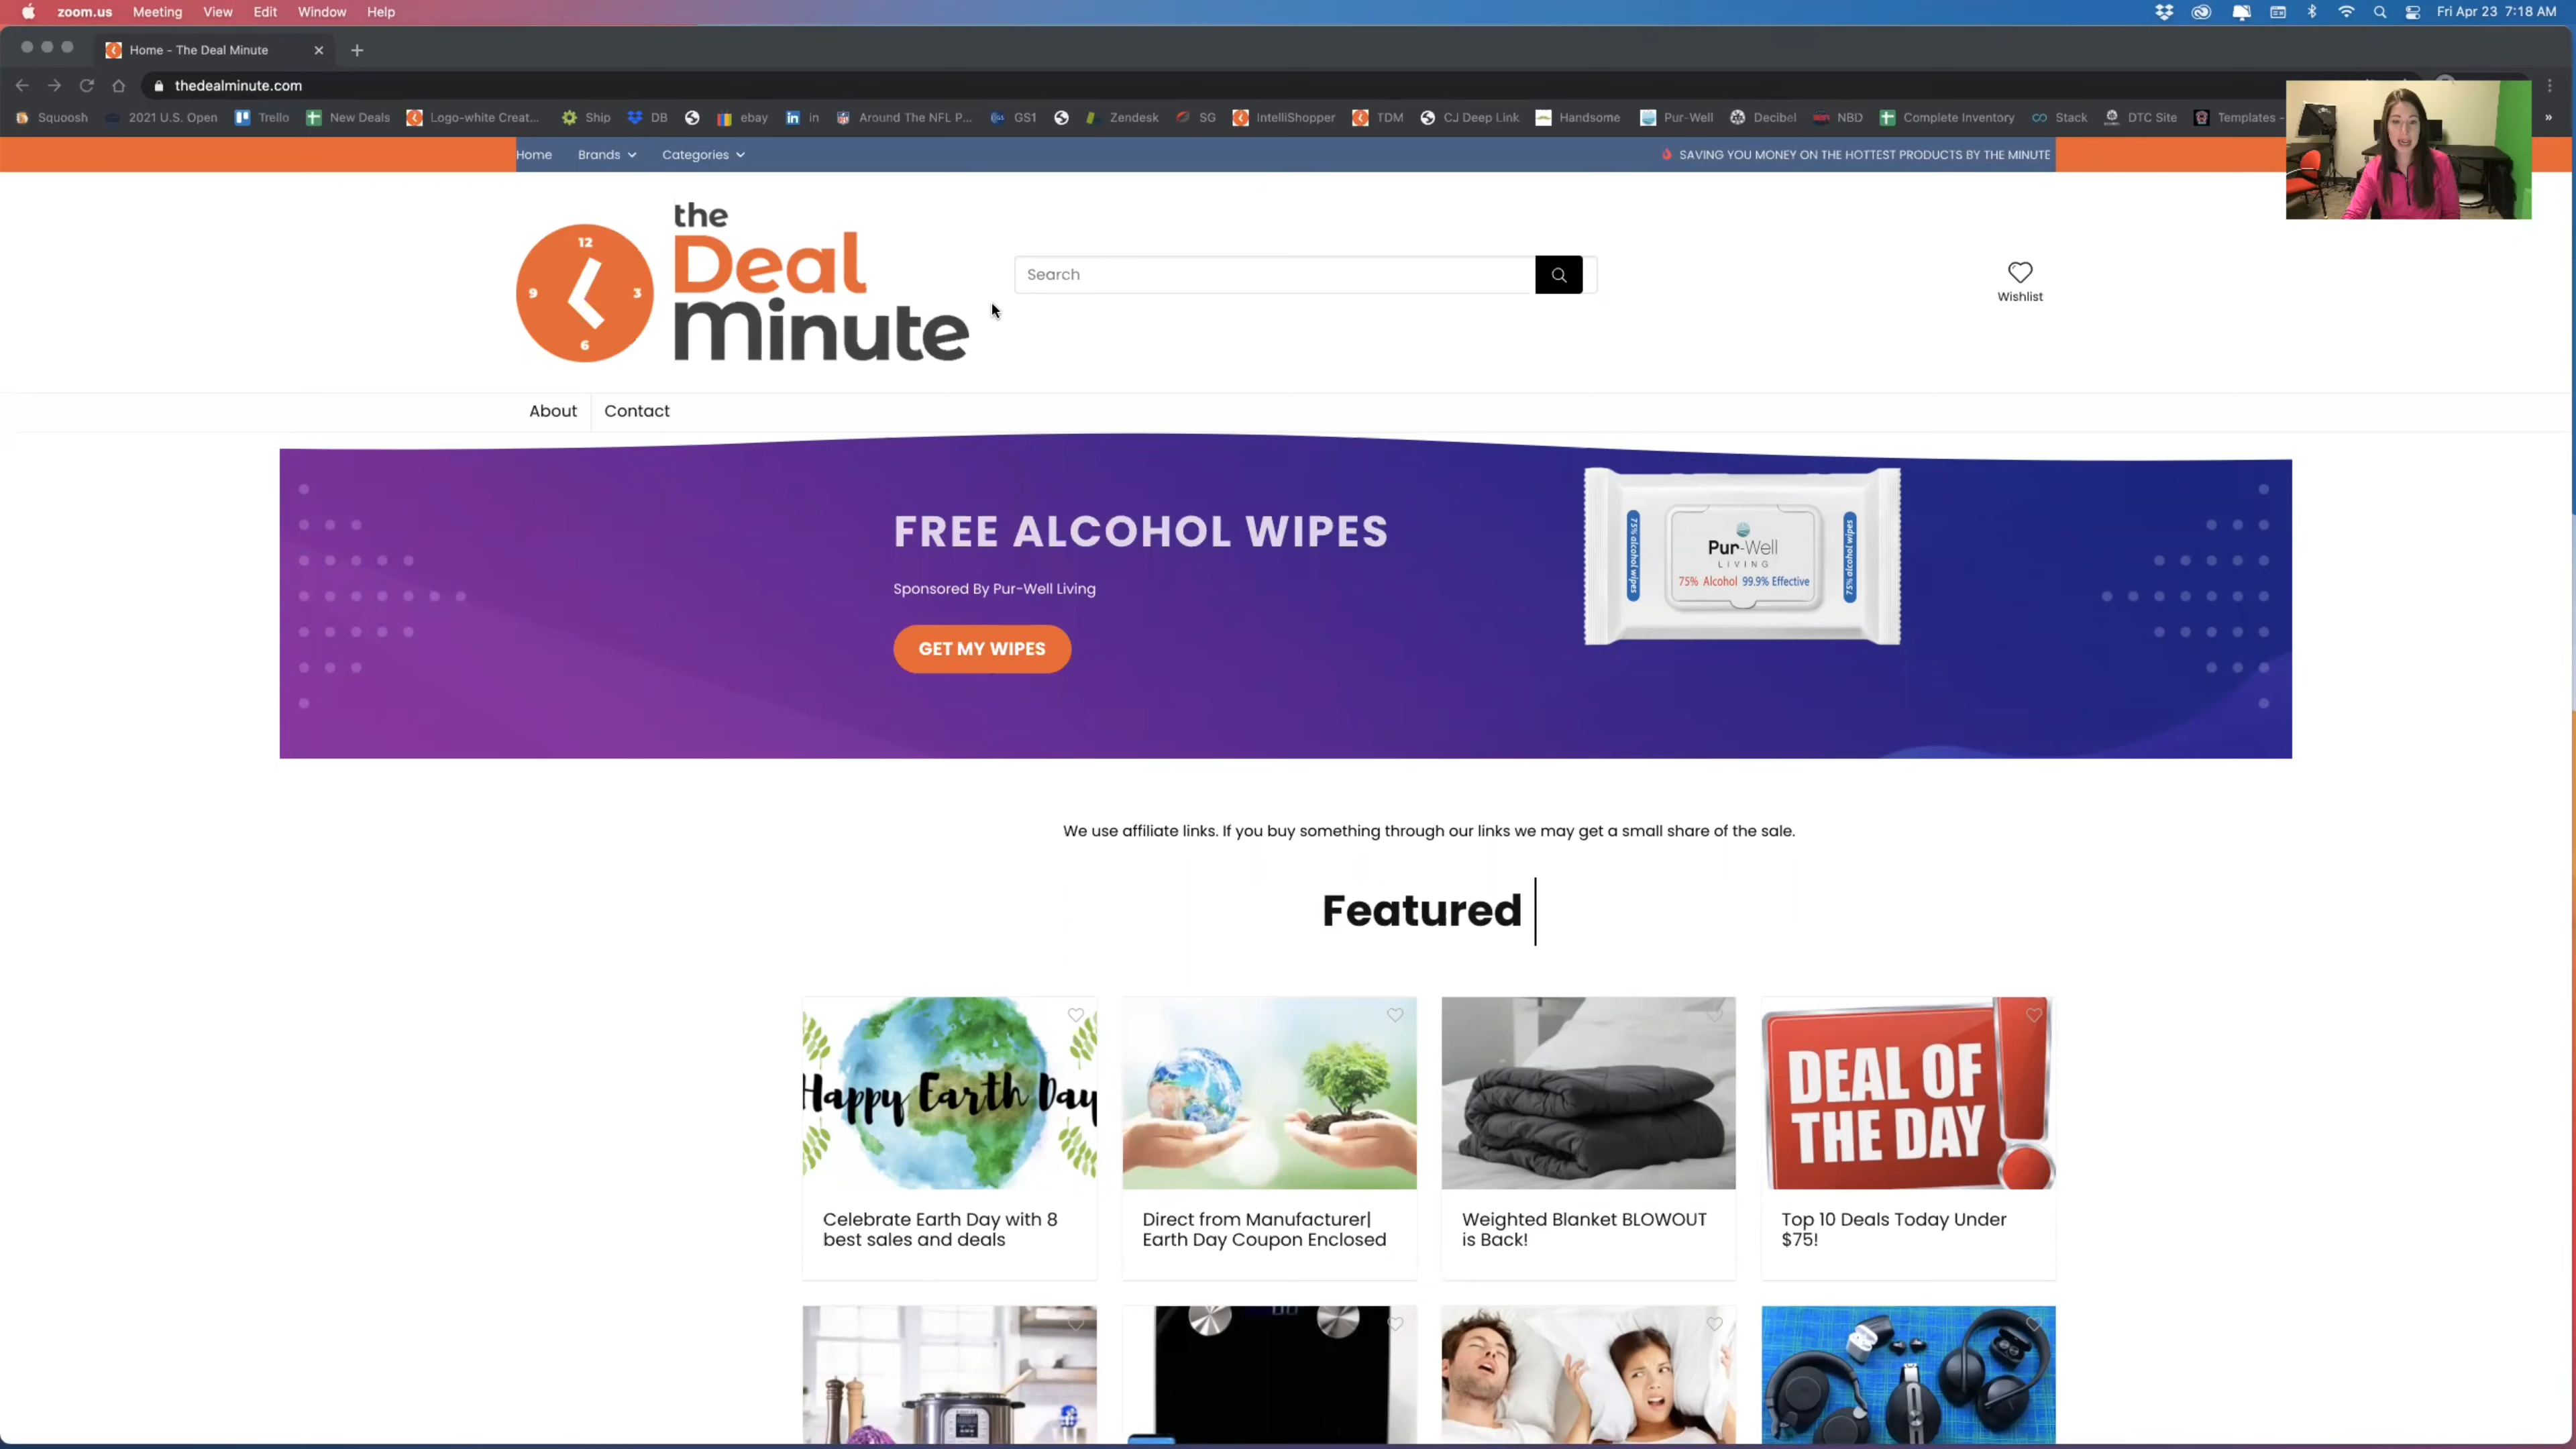 zoom.us Meeting View Edit Window Help Fri Apr 23 7:18 AM
Home - The Deal Minute
thedealminute.com
Squoosh 2021 U.S. Open Trello New Deals Logo-white Creat... Ship DB ebay in Around The NFL P... GS1 Zendesk SG IntelliShopper TDM CJ Deep Link Handsome Pur-Well Decibel NBD Complete Inventory Stack DTC Site Templates -
Home Brands Categories SAVING YOU MONEY ON THE HOTTEST PRODUCTS BY THE MINUTE
12
9 3
6
the
Deal
Minute
Search
Wishlist
About Contact
FREE ALCOHOL WIPES
Sponsored By Pur-Well Living
GET MY WIPES
75% alcohol wipes
Pur-Well
LIVING
75% Alcohol 99.9% Effective
75% alcohol wipes
We use affiliate links. If you buy something through our links we may get a small share of the sale.
Featured
Happy Earth Day
DEAL OF
THE DAY
Celebrate Earth Day with 8
best sales and deals
Direct from Manufacturer|
Earth Day Coupon Enclosed
Weighted Blanket BLOWOUT
is Back!
Top 10 Deals Today Under
$75!